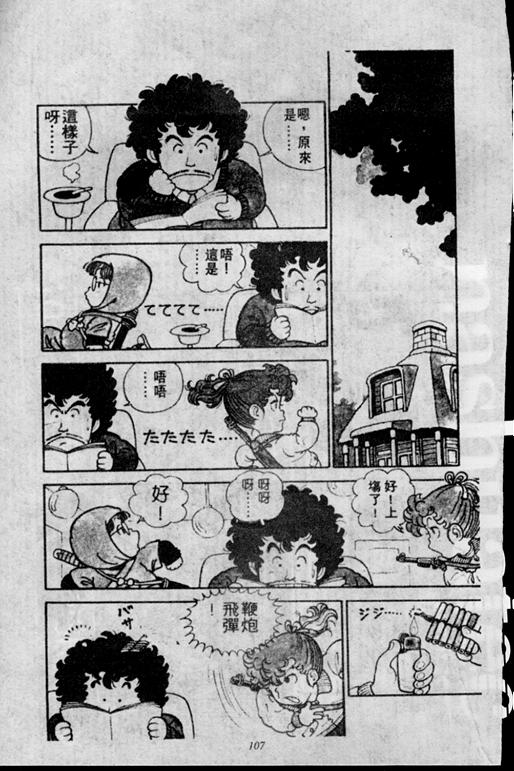 嗯，原來
是……
這樣子
呀……
唔！
這是
……
てててて……
唔唔
……
たたたた…
好！上
場了！
呀呀
呀…
好！
ジジ……
鞭炮
飛彈
！
バサ
107